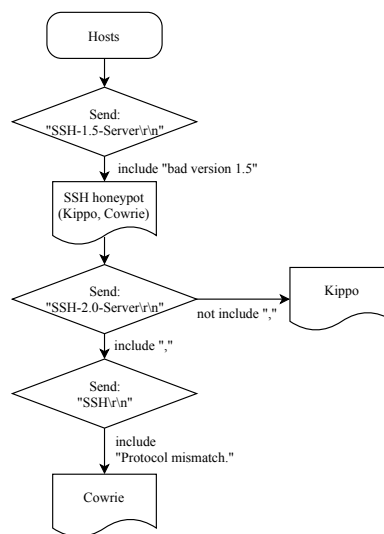 Hosts
Send:
"SSH-1.5-Server\r\n"
include "bad version 1.5"
SSH honeypot
(Kippo, Cowrie)
Send:
"SSH-2.0-Server\r\n"
not include ","
Kippo
include ","
Send:
"SSH\r\n"
include
"Protocol mismatch."
Cowrie